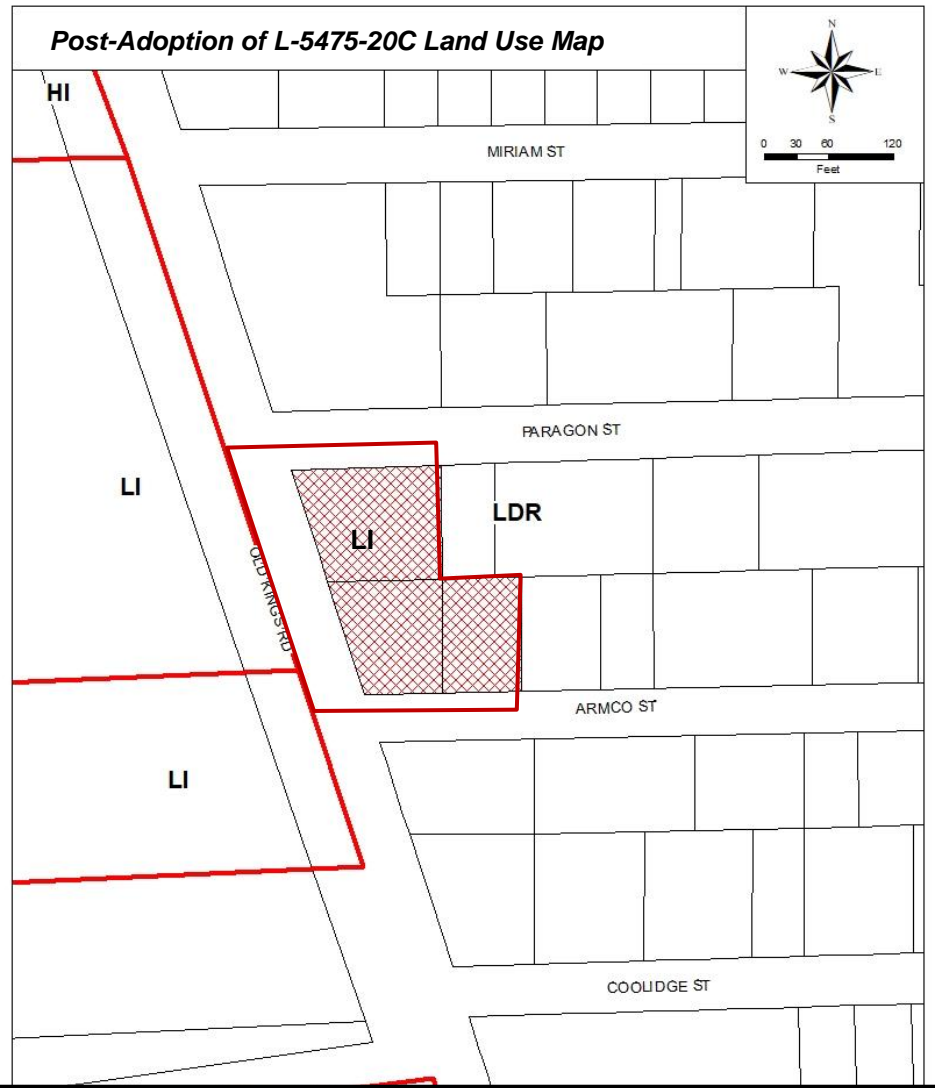 Post-Adoption of L-5475-20C Land Use Map
N
W E
S
0 30 60 120
Feet
HI
MIRIAM ST
PARAGON ST
LI
LDR
LI
OLD KINGS RD
ARMCO ST
LI
COOLIDGE ST